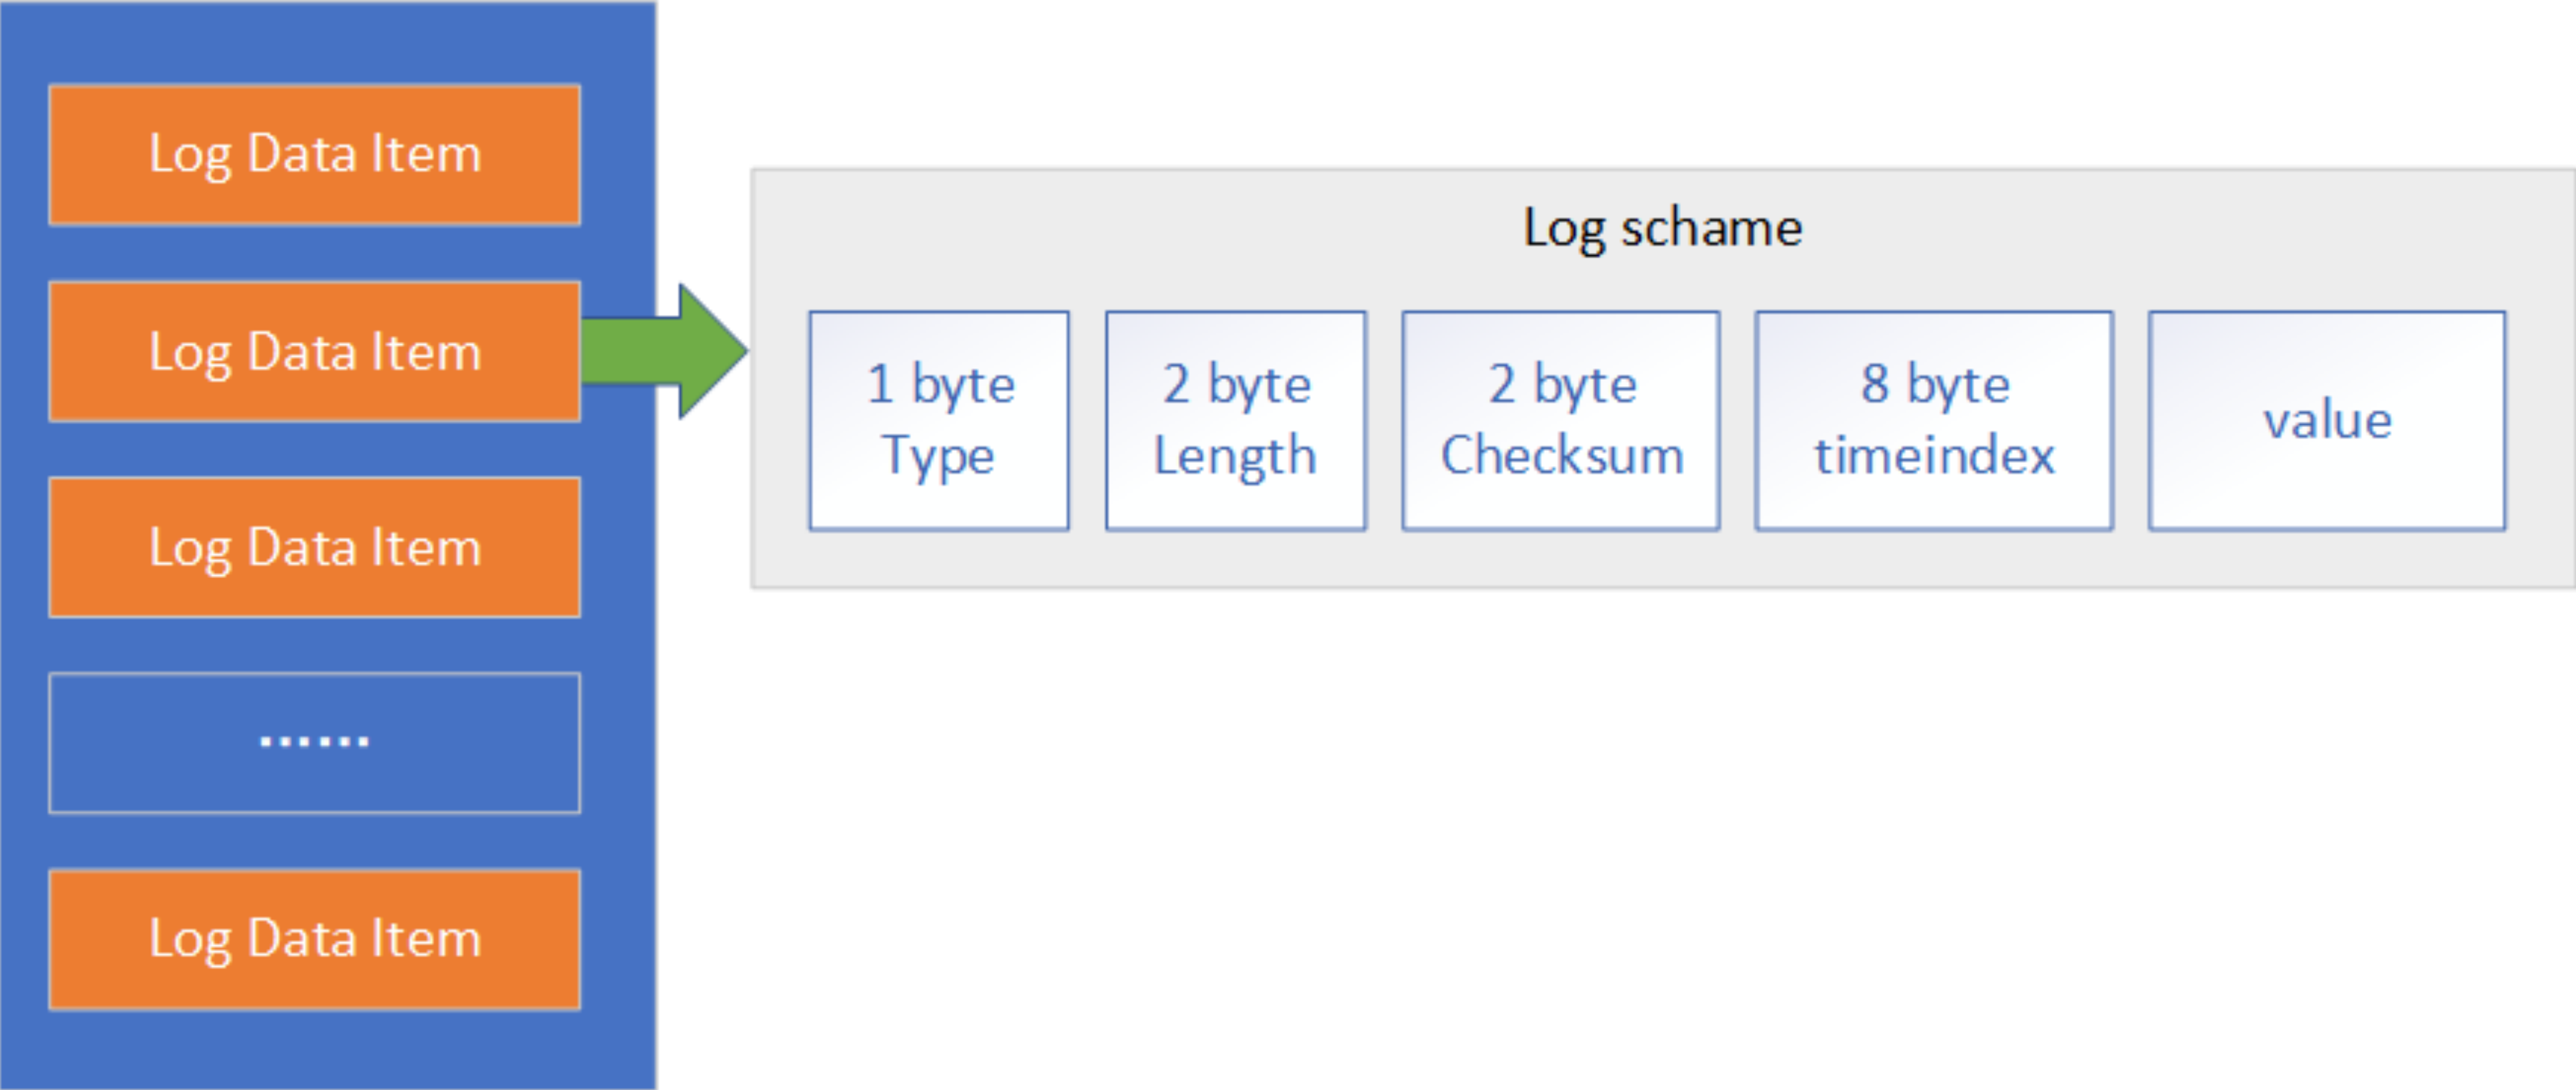 Log Data Item
Log Data Item
Log Data Item
......
Log Data Item
Log schame
1 byte
Type
2 byte
Length
2 byte
Checksum
8 byte
timeindex
value